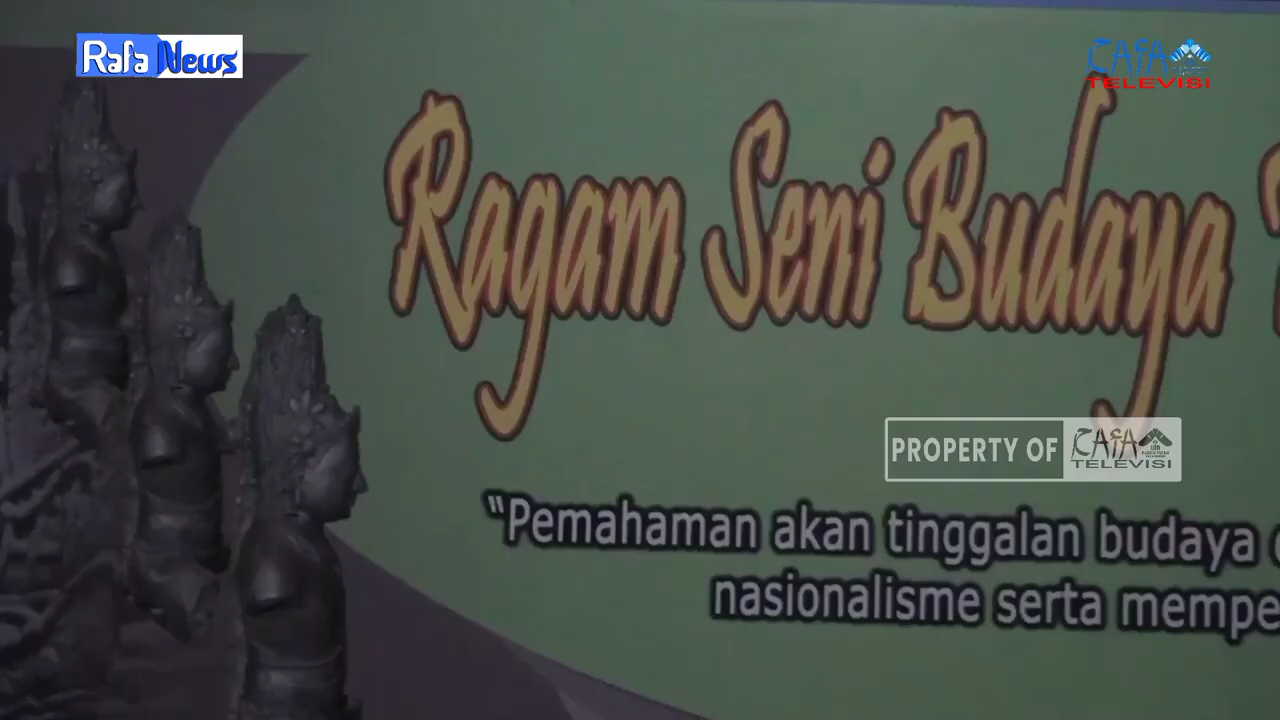 Rafa News
RAFA
TELEVISI
Ragam Seni Budaya
PROPERTY OF RAFA
TELEVISI
"Pemahaman akan tinggalan budaya
nasionalisme serta mempe